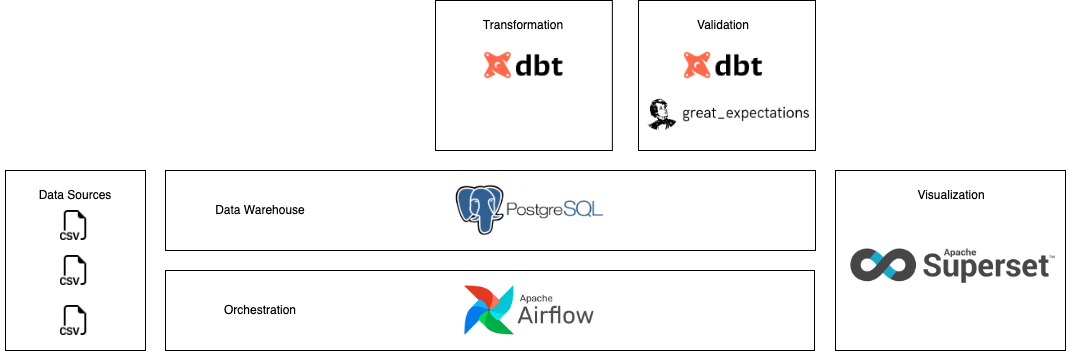 Transformation
dbt
Validation
dbt
great_expectations
Data Sources
CSV
CSV
CSV
Data Warehouse
PostgreSQL
Orchestration
Apache
Airflow
Visualization
Apache
Superset™